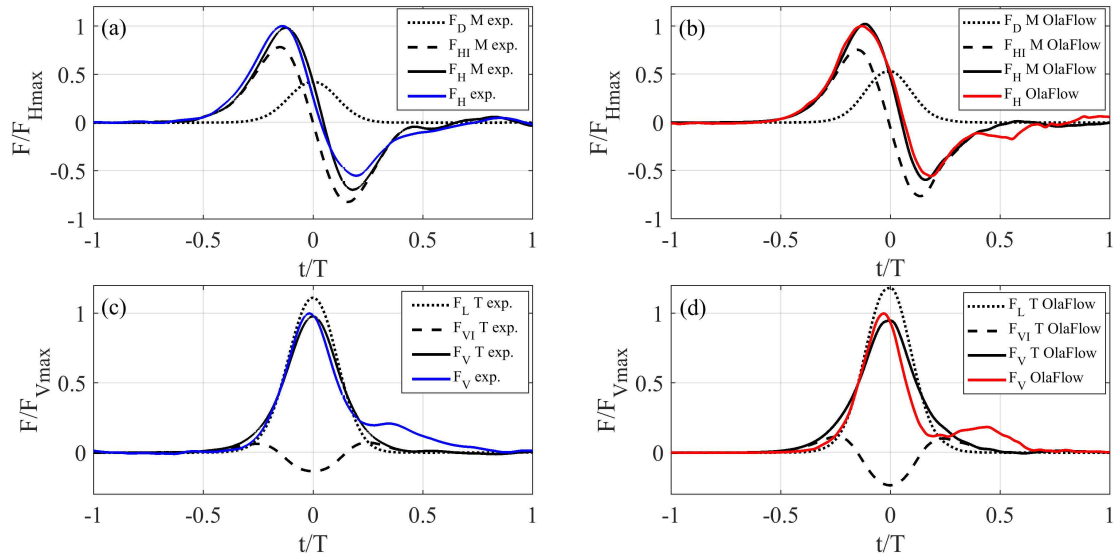 (a)
F_D M exp.
F_HI M exp.
F_H M exp.
F_H exp.
F/F_Hmax
1
0.5
0
-0.5
-1
-1 -0.5 0 0.5 1
t/T
(b)
F_D M OlaFlow
F_HI M OlaFlow
F_H M OlaFlow
F_H OlaFlow
F/F_Hmax
1
0.5
0
-0.5
-1
-1 -0.5 0 0.5 1
t/T
(c)
F_L T exp.
F_VI T exp.
F_V T exp.
F_V exp.
F/F_Vmax
1
0.5
0
-1 -0.5 0 0.5 1
t/T
(d)
F_L T OlaFlow
F_VI T OlaFlow
F_V T OlaFlow
F_V OlaFlow
F/F_Vmax
1
0.5
0
-1 -0.5 0 0.5 1
t/T